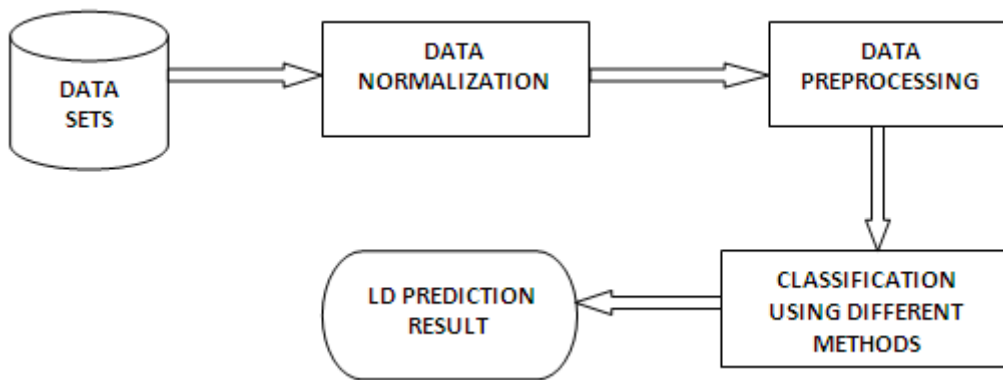 DATA
SETS
DATA
NORMALIZATION
DATA
PREPROCESSING
CLASSIFICATION
USING DIFFERENT
METHODS
LD PREDICTION
RESULT